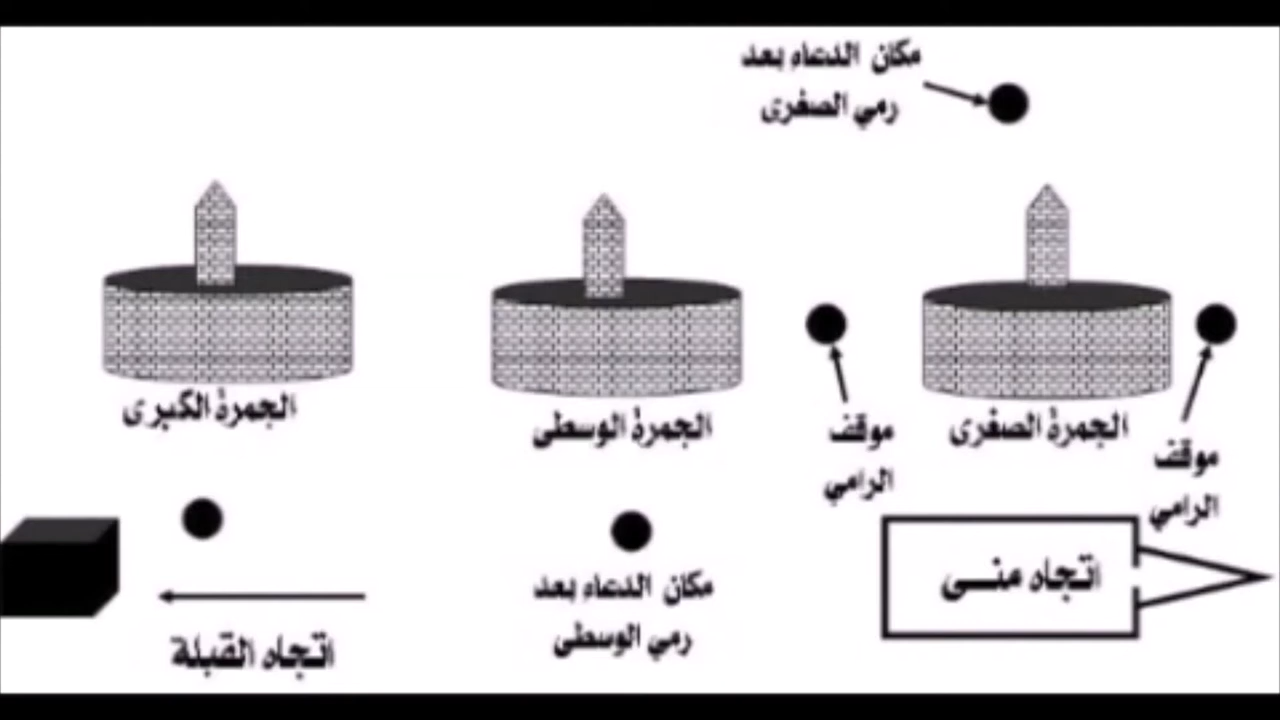 مكان الدعاء بعد
رمي الصغرى
الجمرة الصغرى
الجمرة الوسطى
الجمرة الكبرى
موقف
الرامي
موقف
الرامي
اتجاه منى
مكان الدعاء بعد
رمي الوسطى
اتجاه القبلة